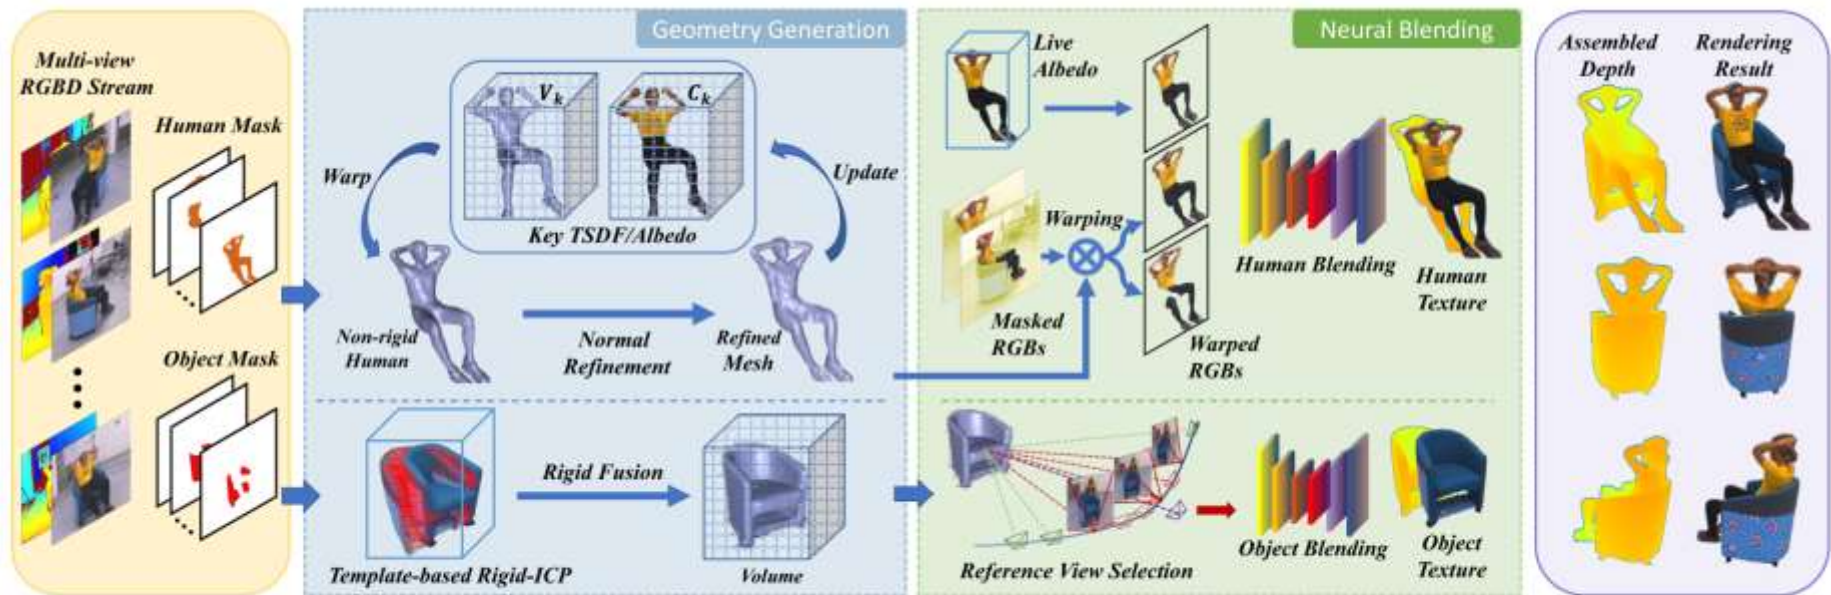 Multi-view
RGBD Stream
Human Mask
Object Mask
Geometry Generation
V_k
C_k
Key TSDF/Albedo
Warp
Update
Non-rigid
Human
Normal
Refinement
Refined
Mesh
Rigid Fusion
Template-based Rigid-ICP
Volume
Neural Blending
Live
Albedo
Warping
Masked
RGBs
Warped
RGBs
Human Blending
Human
Texture
Reference View Selection
Object Blending
Object
Texture
Assembled
Depth
Rendering
Result